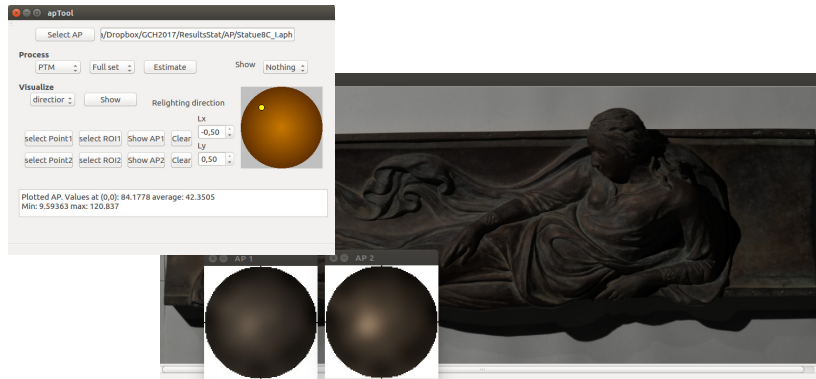 apTool
Select AP
ı/Dropbox/GCH2017/ResultsStat/AP/Statue8C_I.aph
Process
PTM
Full set
Estimate
Show
Nothing
Visualize
direction
Show
Relighting direction
Lx
-0,50
select Point1
select ROI1
Show AP1
Clear
Ly
0,50
select Point2
select ROI2
Show AP2
Clear
Plotted AP. Values at (0,0): 84.1778 average: 42.3505
Min: 9.59363 max: 120.837
AP 1
AP 2